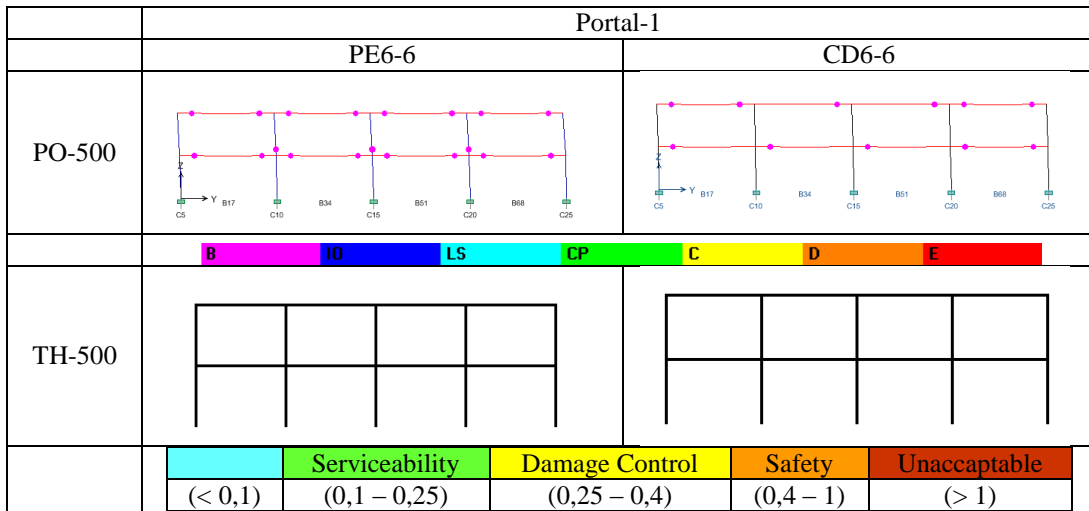 Portal-1
PE6-6 CD6-6
PO-500
Z
Y B17 B34 B51 B68
C5 C10 C15 C20 C25
Z
Y B17 B34 B51 B68
C5 C10 C15 C20 C25
B IO LS CP C D E
TH-500
Serviceability Damage Control Safety Unaccaptable
(< 0,1) (0,1 – 0,25) (0,25 – 0,4) (0,4 – 1) (> 1)